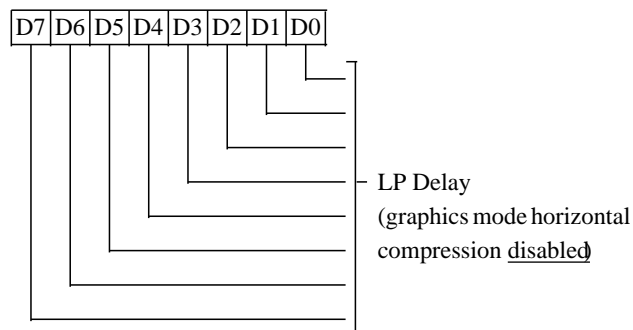 D7 D6 D5 D4 D3 D2 D1 D0
LP Delay
(graphics mode horizontal
compression disabled)